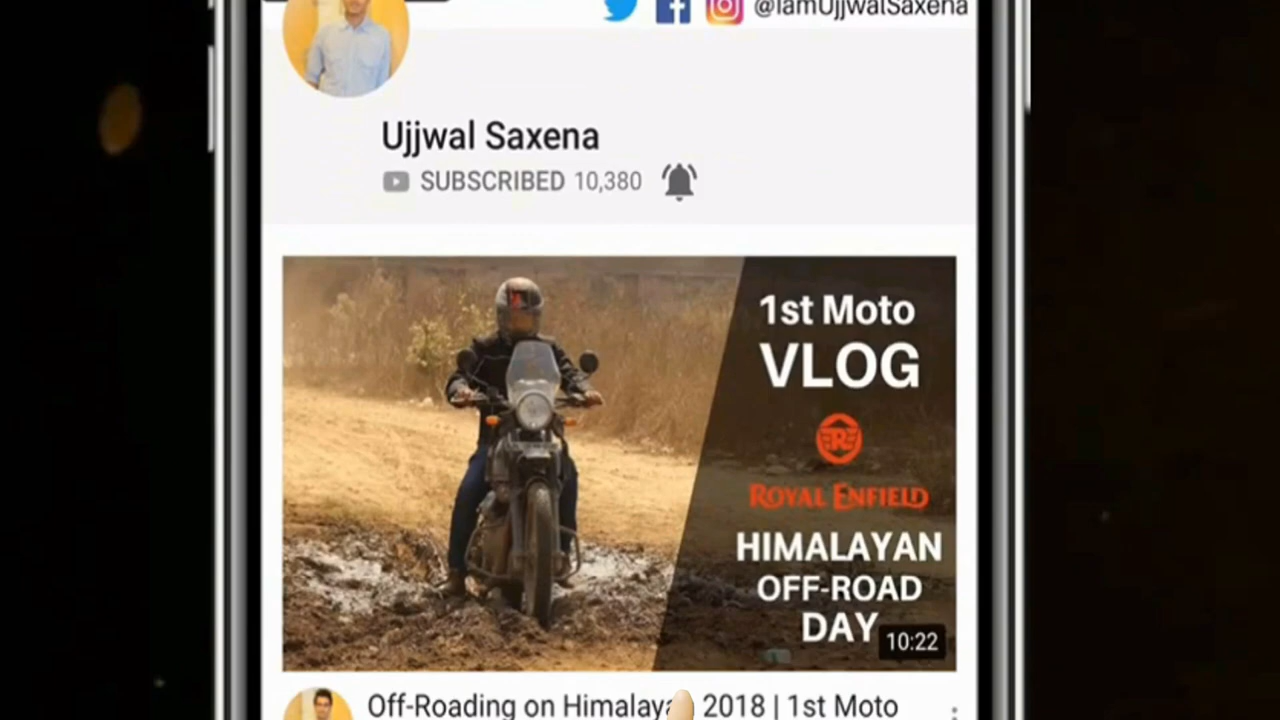 @IamUjjwalSaxena
Ujjwal Saxena
SUBSCRIBED 10,380
1st Moto
VLOG
R
ROYAL ENFIELD
HIMALAYAN
OFF-ROAD
DAY
10:22
Off-Roading on Himalayan 2018 | 1st Moto